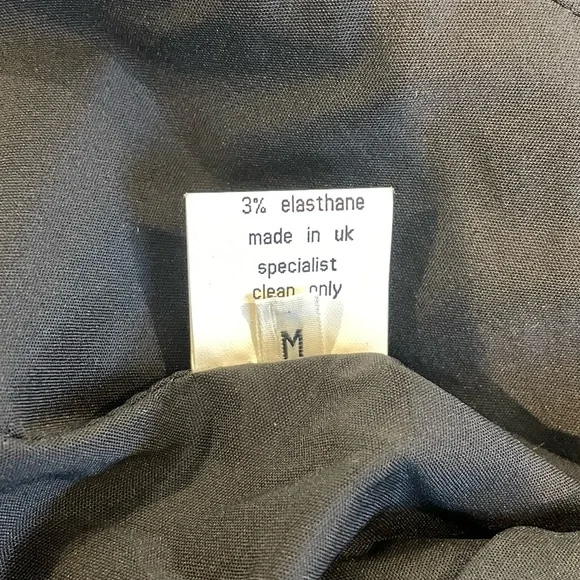 3% elasthane
made in uk
specialist
clean only
M